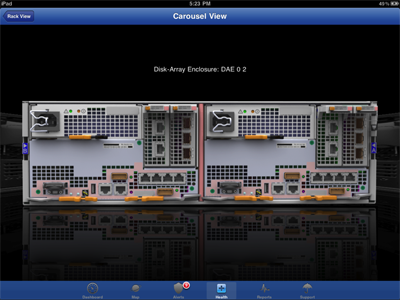 iPod
5:23 PM
49%
Rack View
Carousel View
Disk-Array Enclosure: DAE 0 2
Dashboard
Map
Alerts
Health
Reports
Support